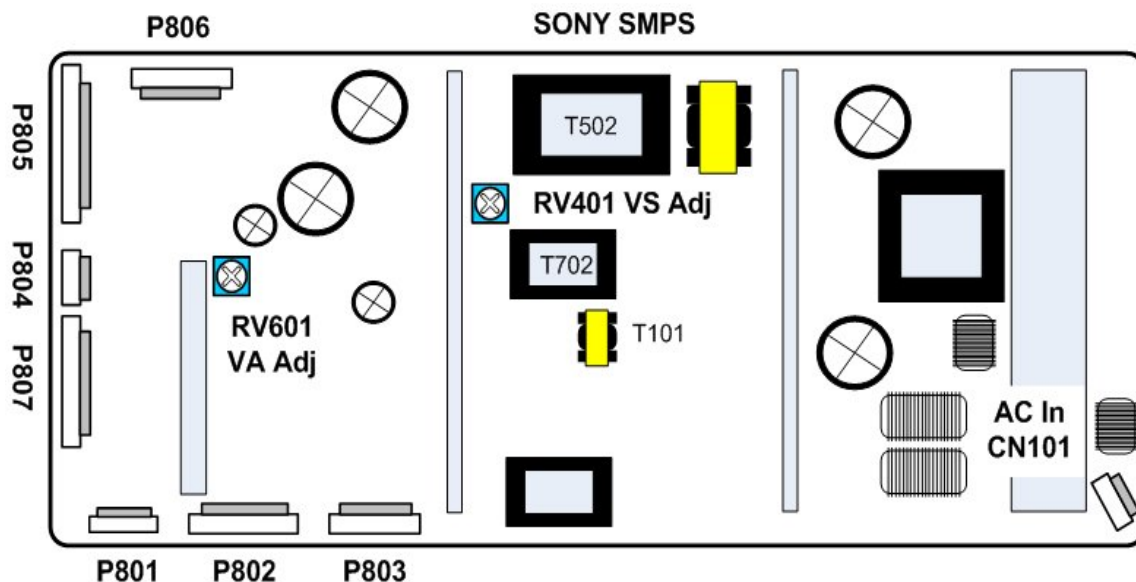 P806
SONY SMPS
P805
T502
RV401 VS Adj
P804
T702
RV601
VA Adj
T101
P807
AC In
CN101
P801
P802
P803